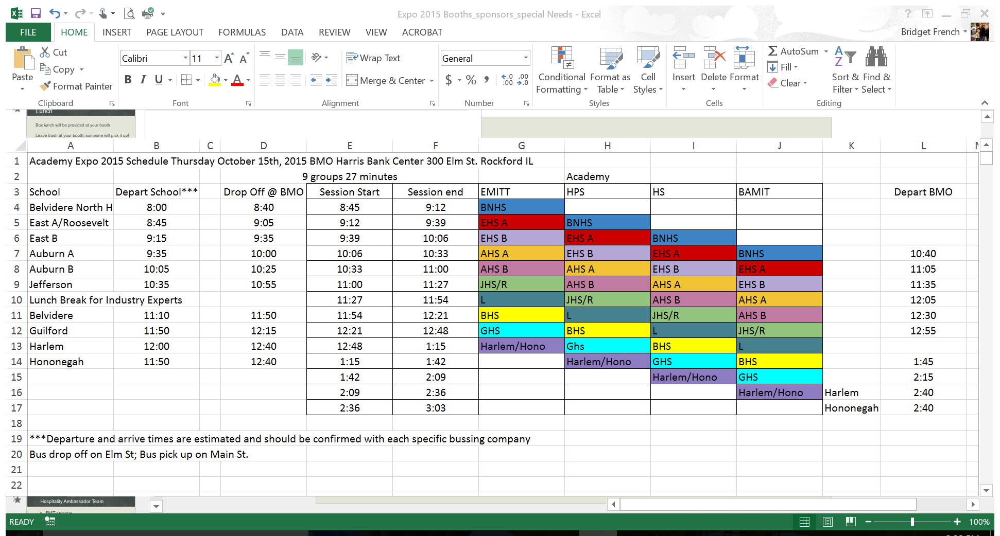 Expo 2015 Booths_sponsors_special Needs - Excel
FILE HOME INSERT PAGE LAYOUT FORMULAS DATA REVIEW VIEW ACROBAT Bridget French
Cut
Copy
Format Painter
Paste
Clipboard
Calibri 11
B I U
Font
Wrap Text
Merge & Center
Alignment
General
$ % , .0 .00 .00 .0
Number
Conditional Formatting
Format as Table
Cell Styles
Styles
Insert Delete Format
Cells
AutoSum
Fill
Clear
Sort & Filter
Find & Select
Editing
Lunch
Box lunch will be provided at your booth
Leave trash at your booth; someone will pick it up!
A B C D E F G H I J K L
1 Academy Expo 2015 Schedule Thursday October 15th, 2015 BMO Harris Bank Center 300 Elm St. Rockford IL
2 9 groups 27 minutes Academy
3 School Depart School*** Drop Off @ BMO Session Start Session end EMITT HPS HS BAMIT Depart BMO
4 Belvidere North H 8:00 8:40 8:45 9:12 BNHS
5 East A/Roosevelt 8:45 9:05 9:12 9:39 EHS A BNHS
6 East B 9:15 9:35 9:39 10:06 EHS B EHS A BNHS
7 Auburn A 9:35 10:00 10:06 10:33 AHS A EHS B EHS A BNHS 10:40
8 Auburn B 10:05 10:25 10:33 11:00 AHS B AHS A EHS B EHS A 11:05
9 Jefferson 10:35 10:55 11:00 11:27 JHS/R AHS B AHS A EHS B 11:35
10 Lunch Break for Industry Experts 11:27 11:54 L JHS/R AHS B AHS A 12:05
11 Belvidere 11:10 11:50 11:54 12:21 BHS L JHS/R AHS B 12:30
12 Guilford 11:50 12:15 12:21 12:48 GHS BHS L JHS/R 12:55
13 Harlem 12:00 12:40 12:48 1:15 Harlem/Hono Ghs BHS L
14 Hononegah 11:50 12:40 1:15 1:42 Harlem/Hono GHS BHS 1:45
15 1:42 2:09 Harlem/Hono GHS 2:15
16 2:09 2:36 Harlem/Hono Harlem 2:40
17 2:36 3:03 Hononegah 2:40
18
19 ***Departure and arrive times are estimated and should be confirmed with each specific bussing company
20 Bus drop off on Elm St; Bus pick up on Main St.
21
22
Hospitality Ambassador Team
EMT service
READY 100%